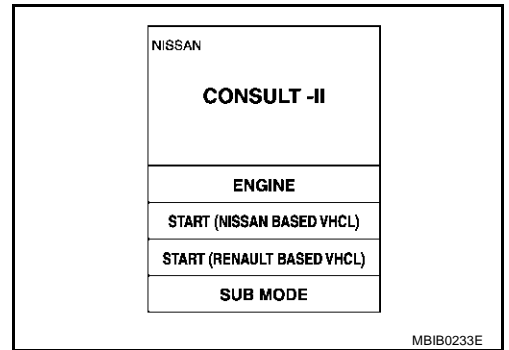 NISSAN
CONSULT -II
ENGINE
START (NISSAN BASED VHCL)
START (RENAULT BASED VHCL)
SUB MODE
MBIB0233E